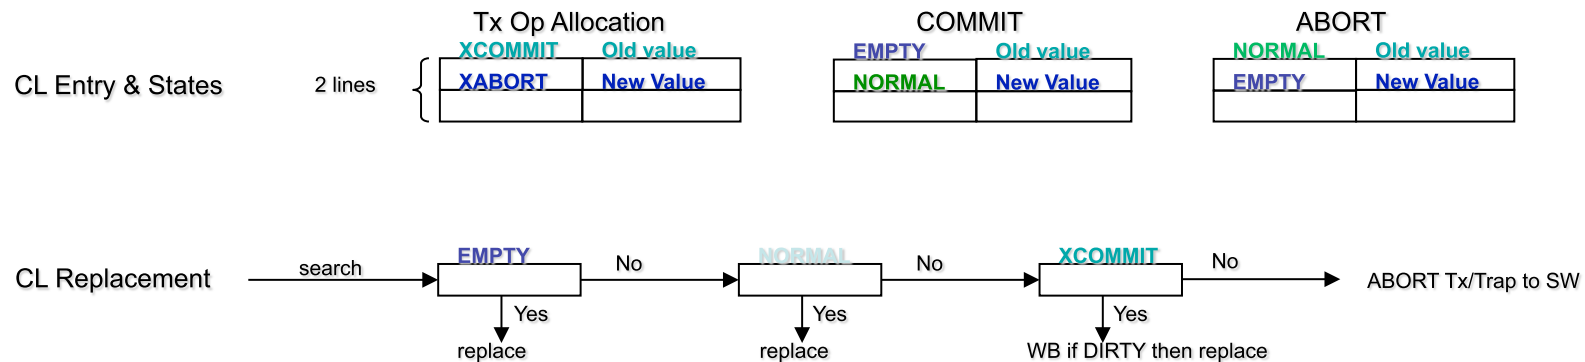 Tx Op Allocation COMMIT ABORT
XCOMMIT Old value EMPTY Old value NORMAL Old value
CL Entry & States 2 lines XABORT New Value NORMAL New Value EMPTY New Value
EMPTY NORMAL XCOMMIT
CL Replacement search No No No ABORT Tx/Trap to SW
Yes Yes Yes
replace replace WB if DIRTY then replace